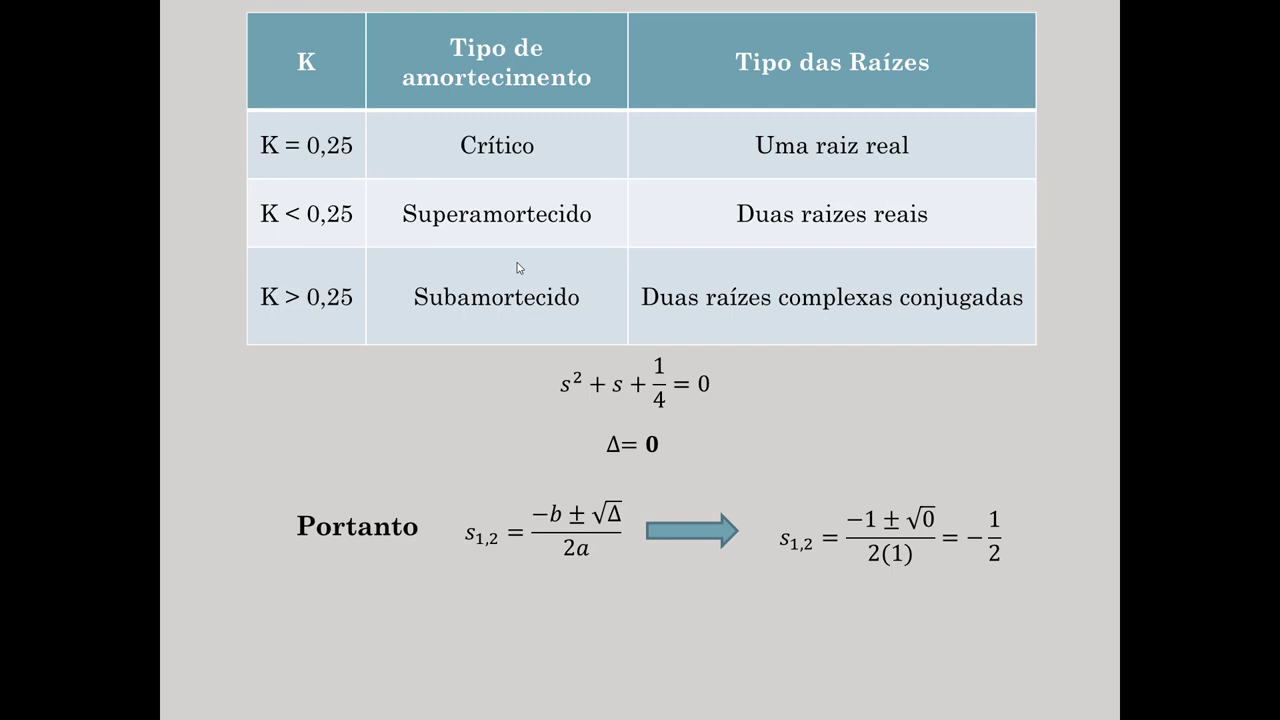 K
Tipo de
amortecimento
Tipo das Raízes
K = 0,25
Crítico
Uma raiz real
K < 0,25
Superamortecido
Duas raizes reais
K > 0,25
Subamortecido
Duas raízes complexas conjugadas
s² + s + 1/4 = 0
Δ= 0
Portanto
s₁,₂ = (−b ± √Δ)/2a
s₁,₂ = (−1 ± √0)/2(1) = −1/2